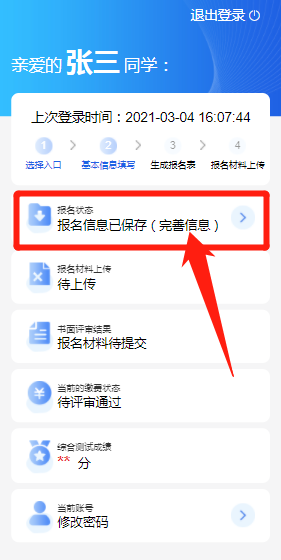 退出登录
亲爱的 张三 同学：
上次登录时间：2021-03-04 16:07:44
1 2 3 4
选择入口 基本信息填写 生成报名表 报名材料上传
报名状态
报名信息已保存（完善信息）
报名材料上传
待上传
书面评审结果
报名材料待提交
当前的缴费状态
待评审通过
综合测试成绩
** 分
当前账号
修改密码